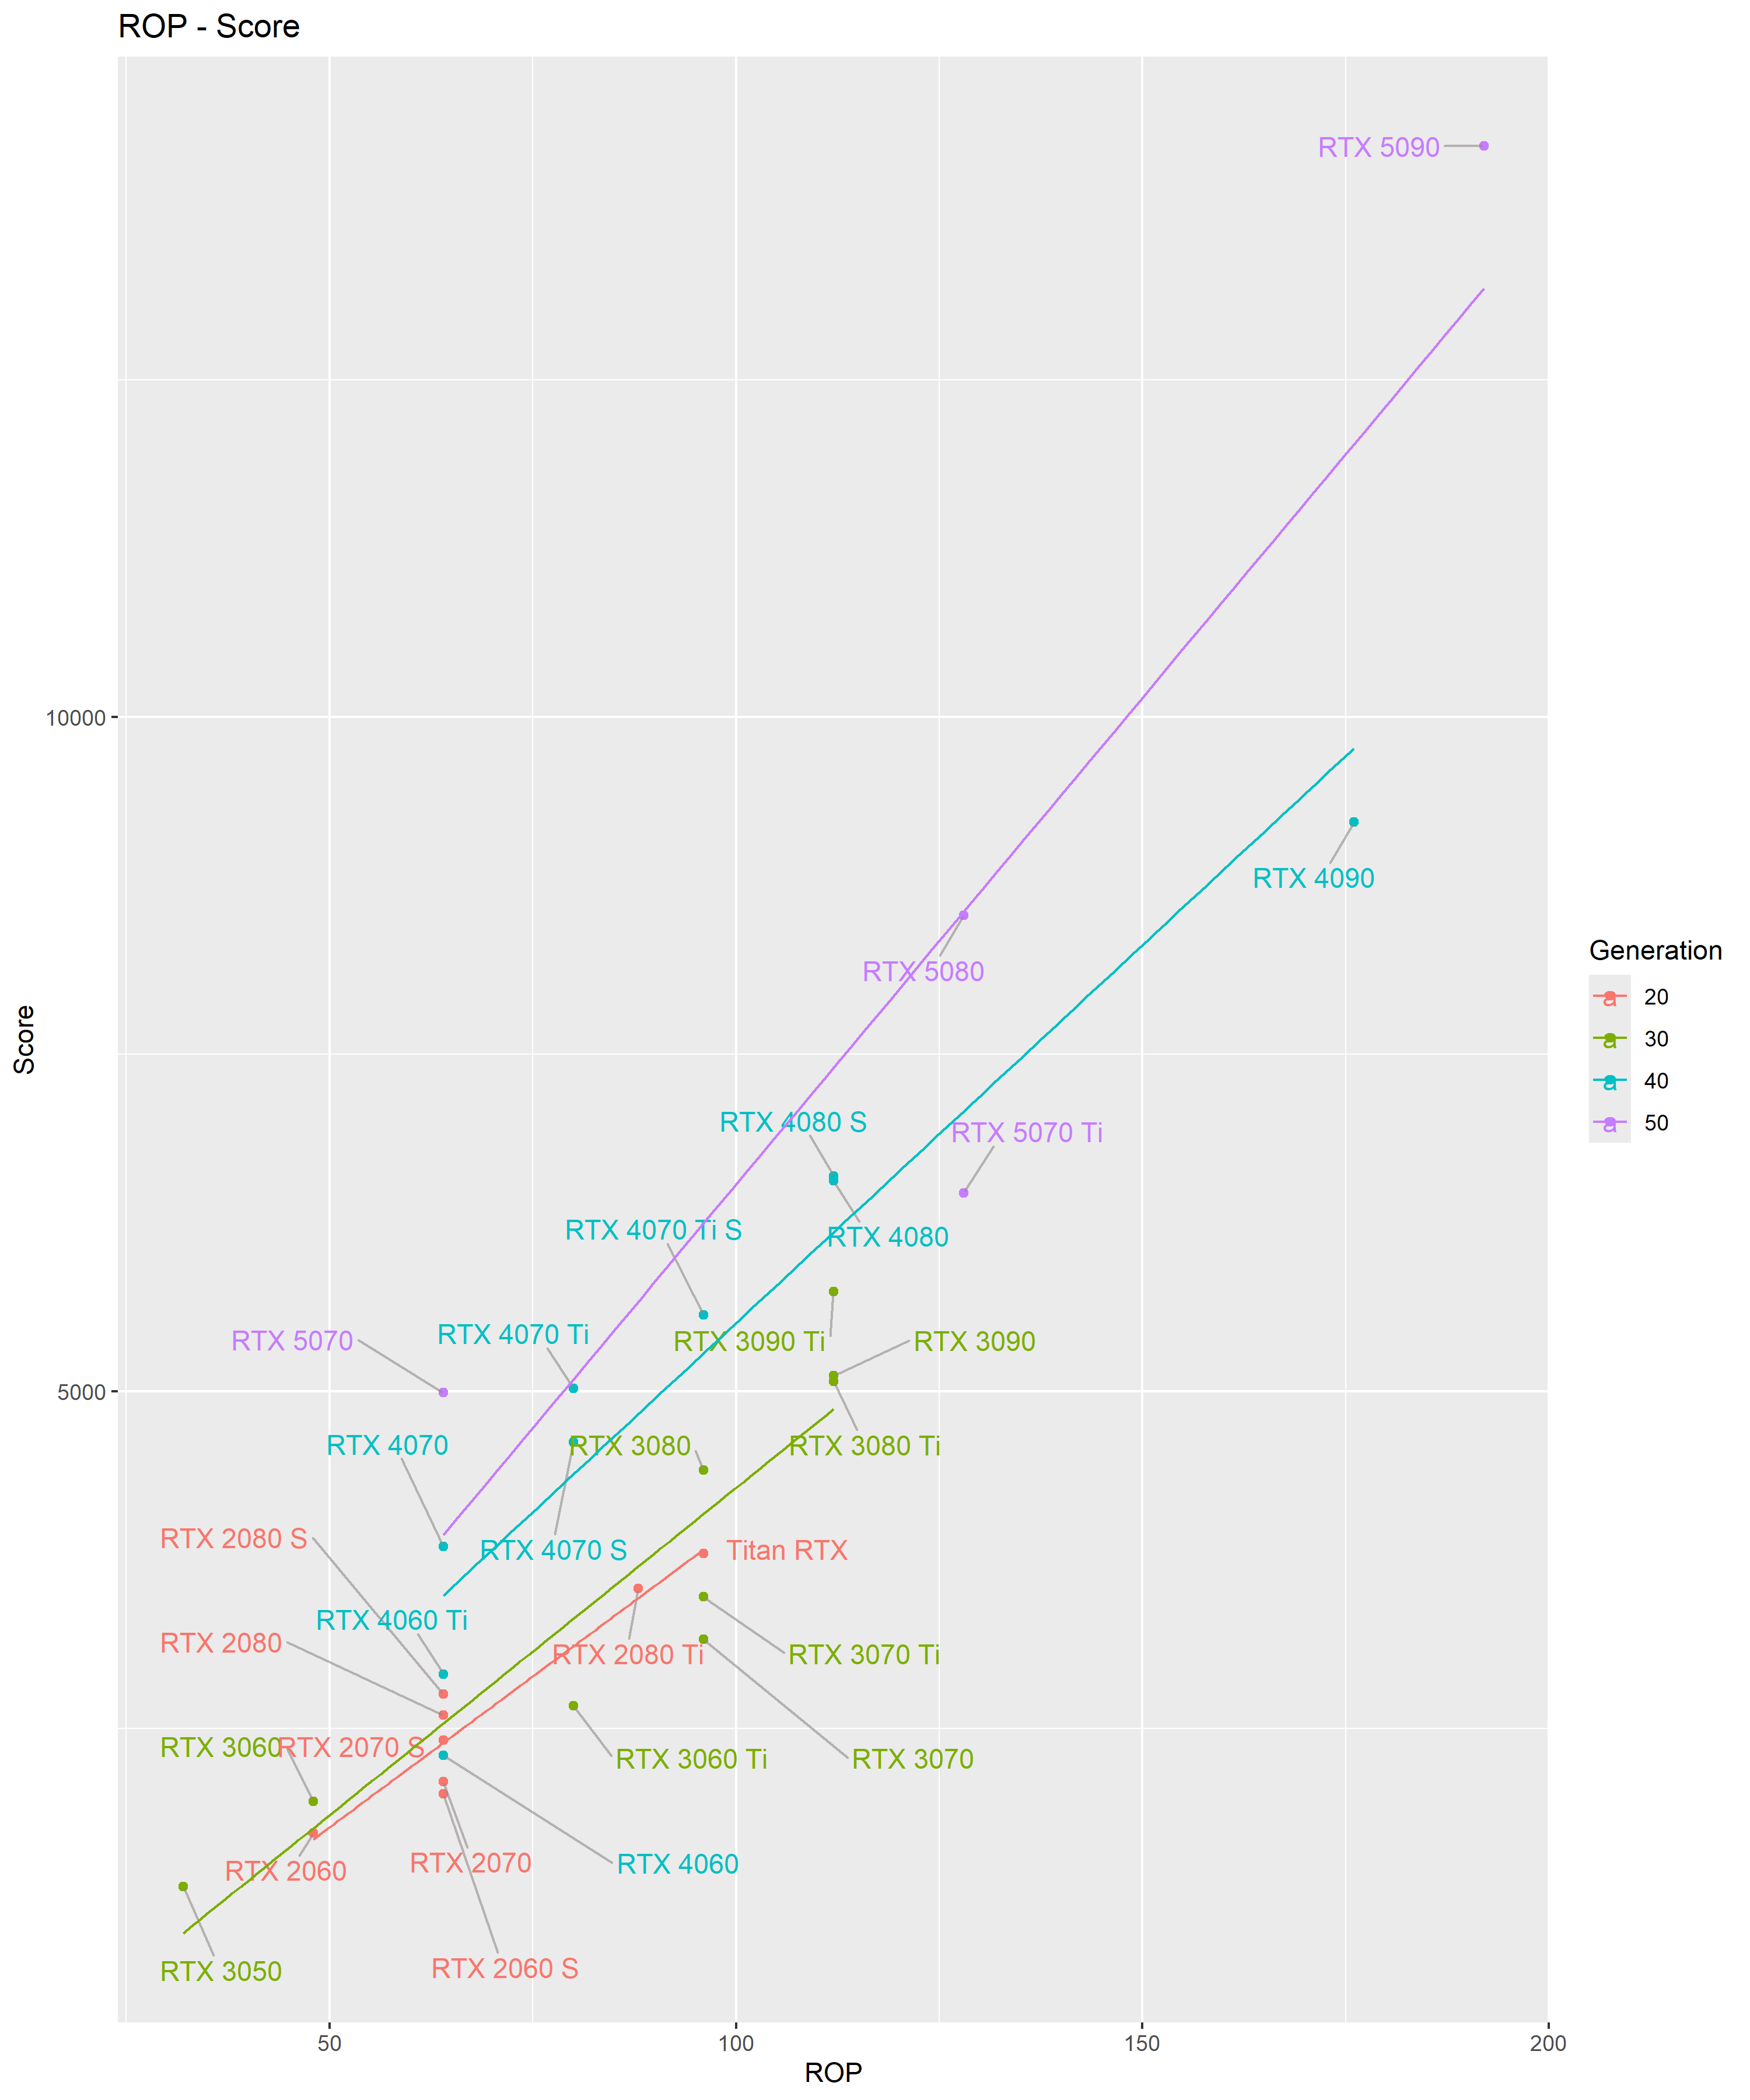 ROP - Score
RTX 5090
10000
RTX 4090
RTX 5080
Generation
a 20
a 30
a 40
a 50
Score
RTX 4080 S
RTX 5070 Ti
RTX 4070 Ti S
RTX 4080
RTX 5070
RTX 4070 Ti
RTX 3090 Ti
RTX 3090
5000
RTX 4070
RTX 3080
RTX 3080 Ti
RTX 2080 S
RTX 4070 S
Titan RTX
RTX 4060 Ti
RTX 2080
RTX 2080 Ti
RTX 3070 Ti
RTX 3060
RTX 2070 S
RTX 3060 Ti
RTX 3070
RTX 2060
RTX 2070
RTX 4060
RTX 3050
RTX 2060 S
50
100
150
200
ROP